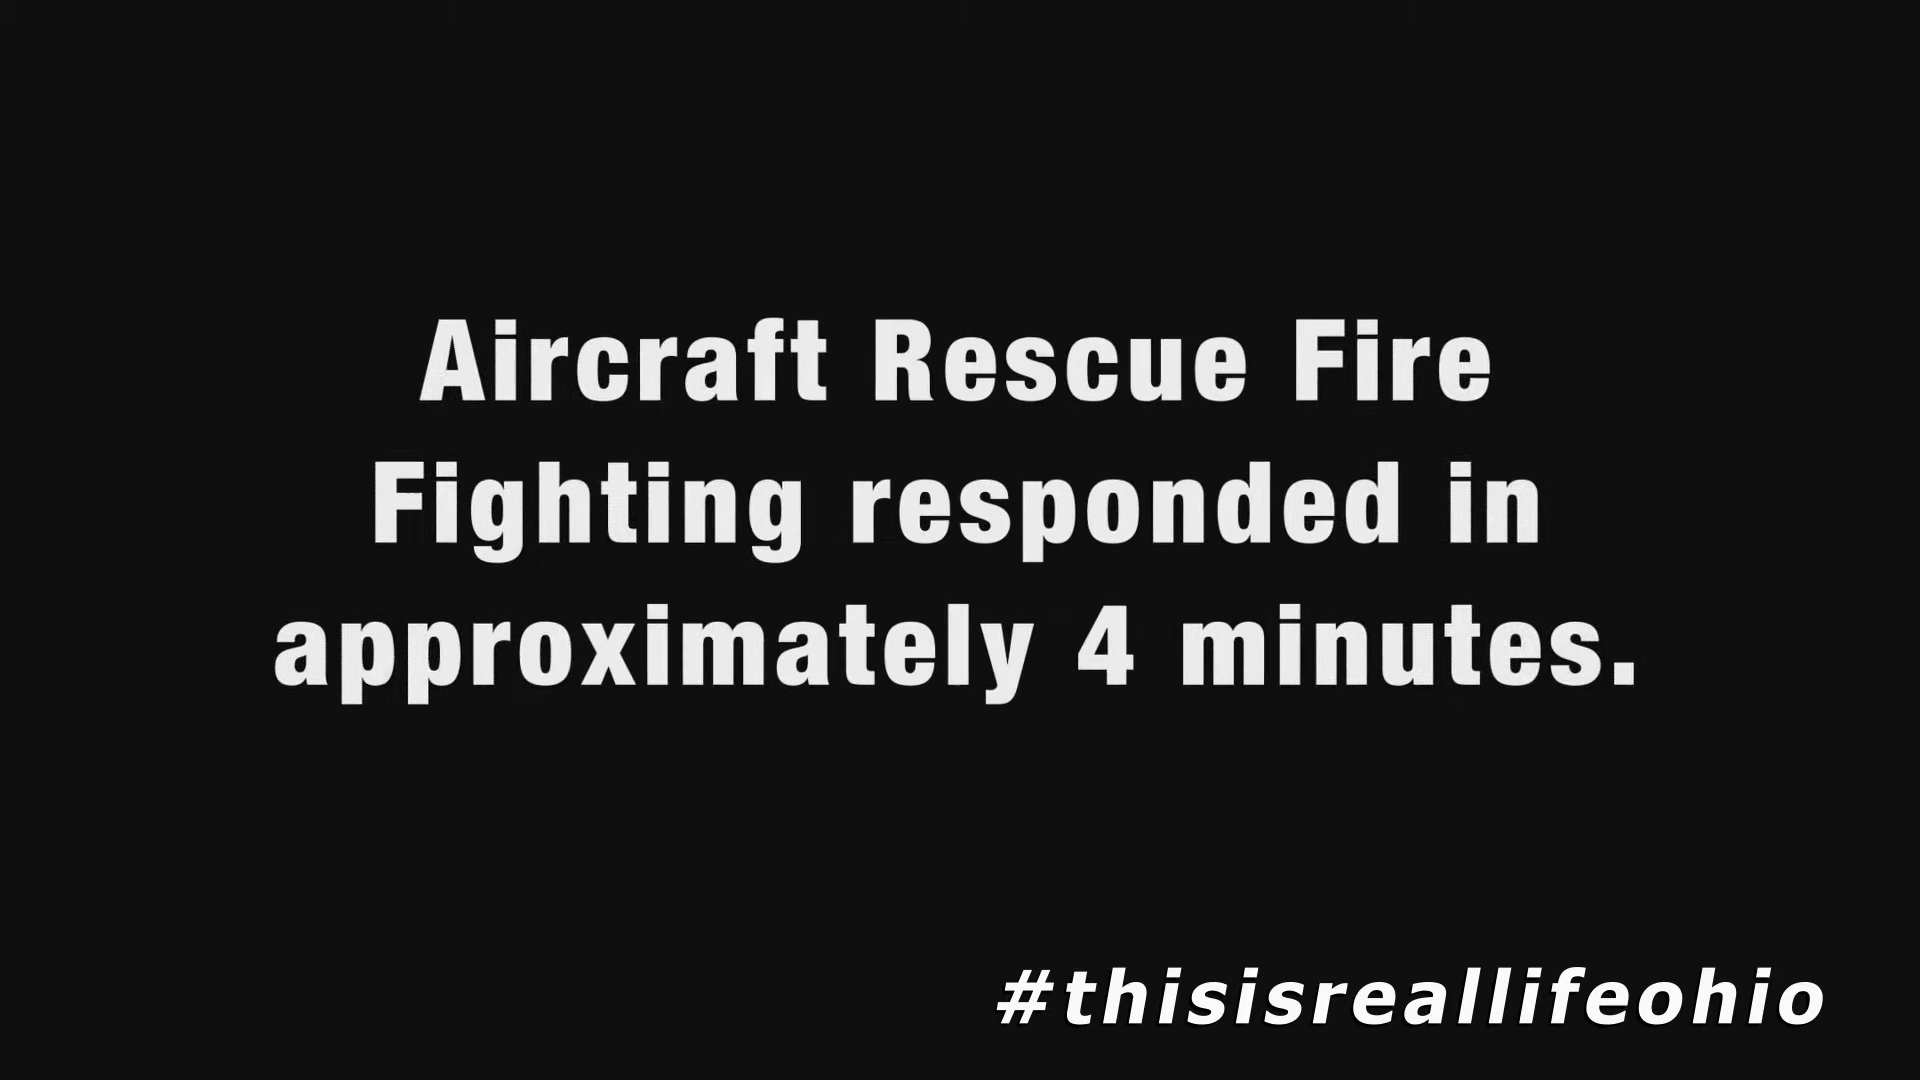 Aircraft Rescue Fire
Fighting responded in
approximately 4 minutes.
#thisisreallifeohio